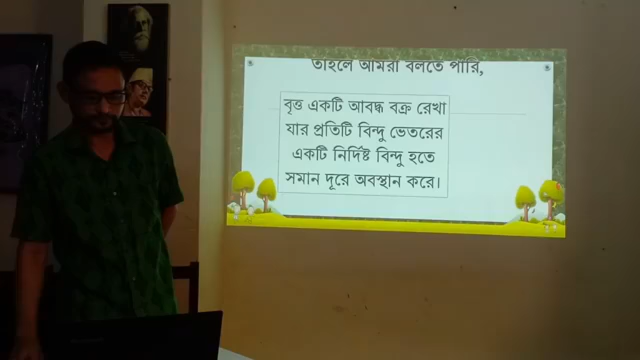 তাহলে আমরা বলতে পারি,
বৃত্ত একটি আবদ্ধ বক্র রেখা
যার প্রতিটি বিন্দু ভেতরের
একটি নির্দিষ্ট বিন্দু হতে
সমান দূরে অবস্থান করে।